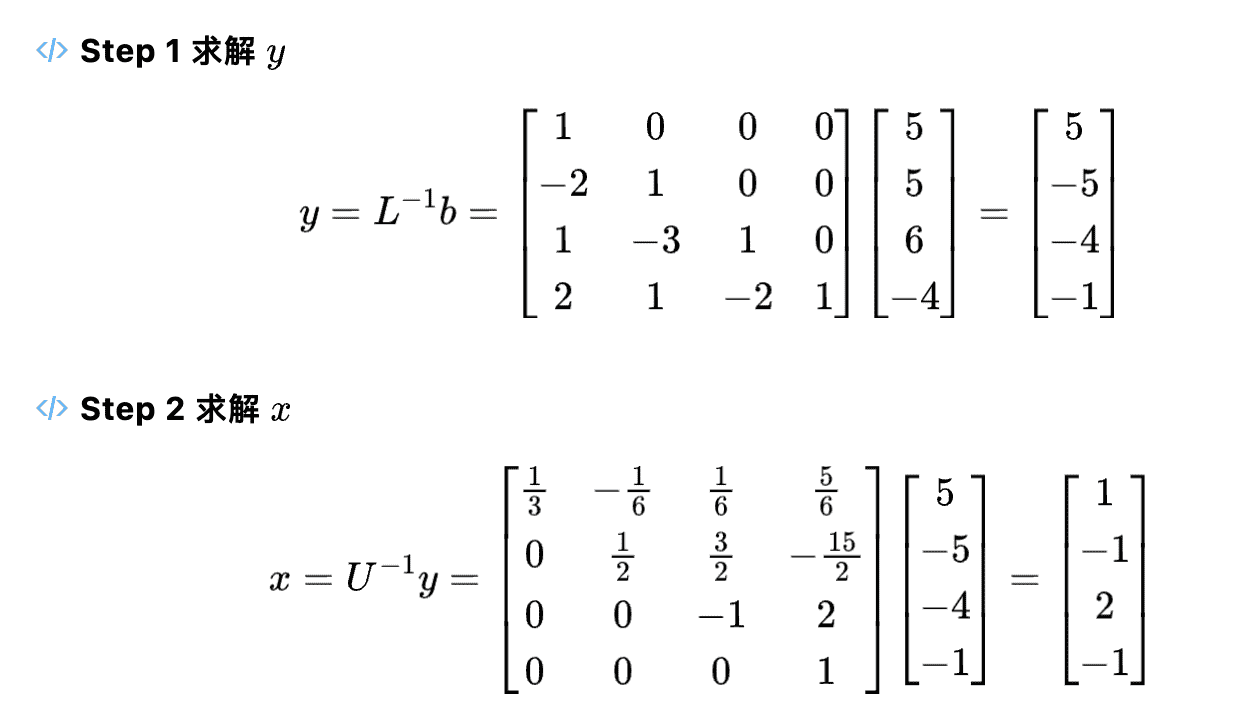 </> Step 1 求解 y
y = L⁻¹b = [1 0 0 0; −2 1 0 0; 1 −3 1 0; 2 1 −2 1] [5; 5; 6; −4] = [5; −5; −4; −1]
</> Step 2 求解 x
x = U⁻¹y = [1/3 −1/6 1/6 5/6; 0 1/2 3/2 −15/2; 0 0 −1 2; 0 0 0 1] [5; −5; −4; −1] = [1; −1; 2; −1]